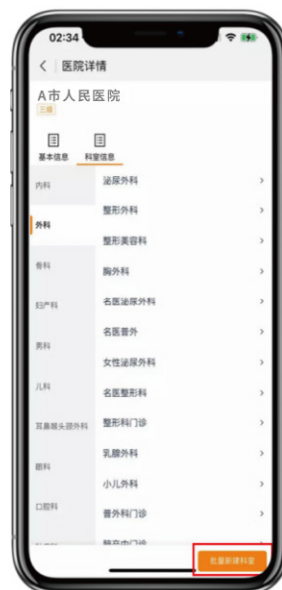 02:34
医院详情
A市人民医院
三级
基本信息 科室信息
内科
外科
骨科
妇产科
男科
儿科
耳鼻喉头颈外科
眼科
口腔科
泌尿外科
整形外科
整形美容科
胸外科
名医泌尿外科
名医普外
女性泌尿外科
名医整形科
整形科门诊
乳腺外科
小儿外科
普外科门诊
批量新建科室